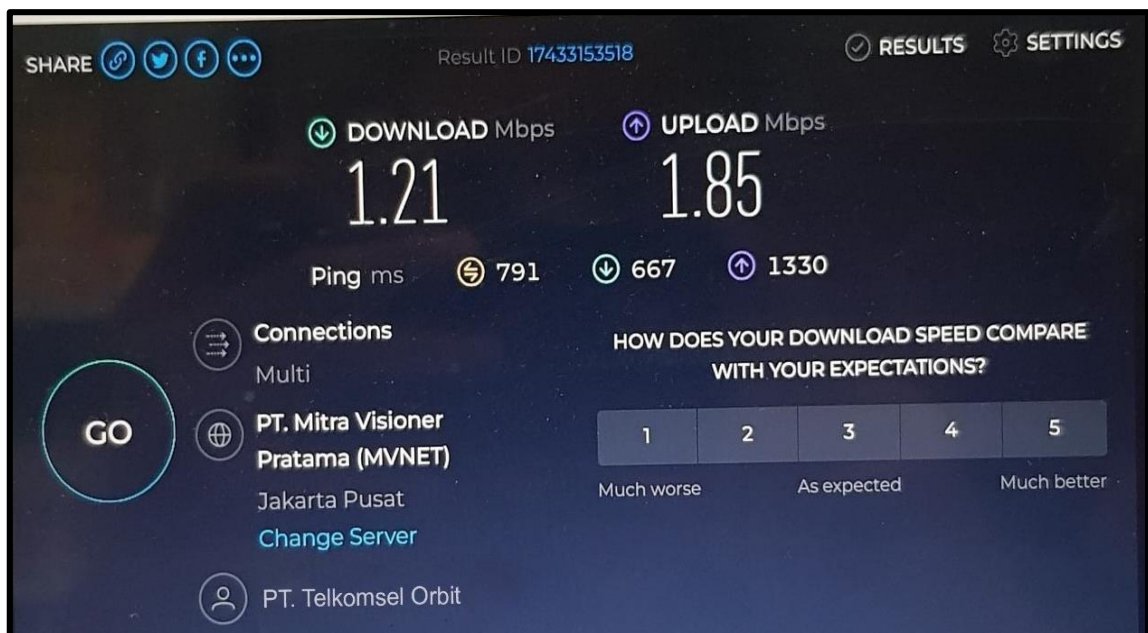 SHARE Result ID 17433153518 RESULTS SETTINGS
DOWNLOAD Mbps UPLOAD Mbps
1.21 1.85
Ping ms 791 667 1330
Connections
Multi
HOW DOES YOUR DOWNLOAD SPEED COMPARE
WITH YOUR EXPECTATIONS?
GO
PT. Mitra Visioner
Pratama (MVNET)
Jakarta Pusat
Change Server
1 2 3 4 5
Much worse As expected Much better
PT. Telkomsel Orbit